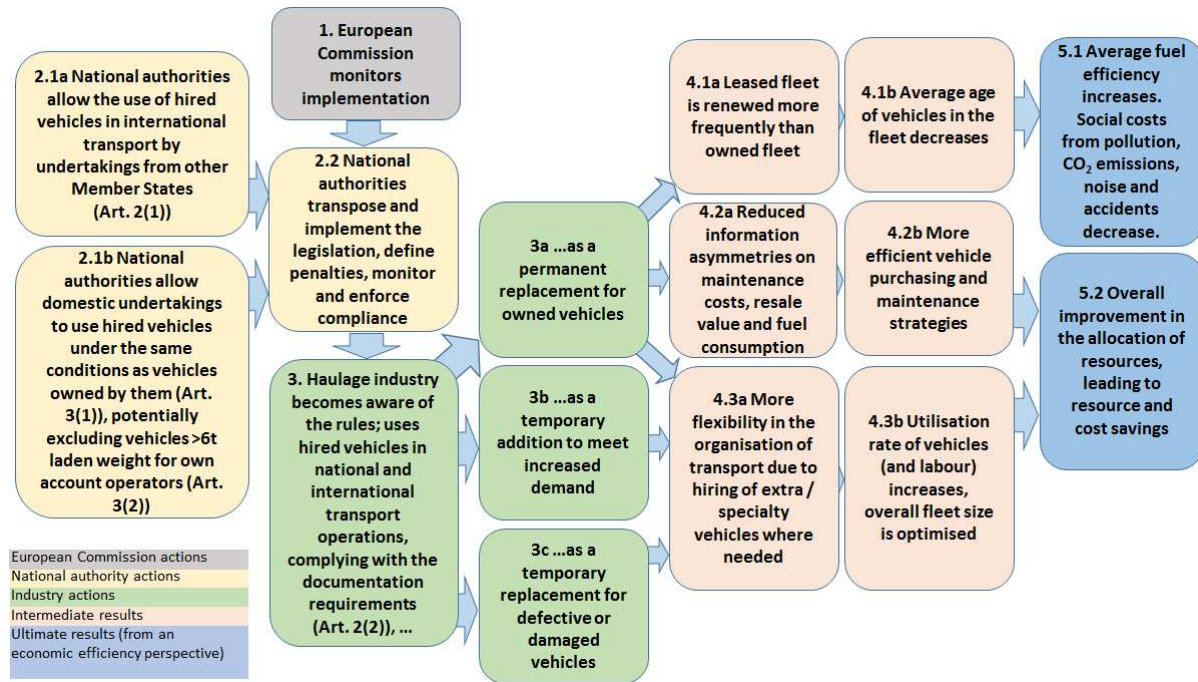 1. European
Commission
monitors
implementation
2.1a National authorities
allow the use of hired
vehicles in international
transport by
undertakings from other
Member States
(Art. 2(1))
2.1b National authorities
allow domestic undertakings
to use hired vehicles
under the same
conditions as vehicles
owned by them (Art.
3(1)), potentially
excluding vehicles >6t
laden weight for own
account operators (Art.
3(2))
2.2 National
authorities
transpose and
implement the
legislation, define
penalties, monitor
and enforce
compliance
3. Haulage industry
becomes aware of
the rules; uses
hired vehicles in
national and
international
transport
operations,
complying with the
documentation
requirements
(Art. 2(2)), ...
3a ...as a
permanent
replacement for
owned vehicles
3b ...as a
temporary
addition to meet
increased
demand
3c ...as a
temporary
replacement for
defective or
damaged
vehicles
4.1a Leased fleet
is renewed more
frequently than
owned fleet
4.1b Average age
of vehicles in the
fleet decreases
4.2a Reduced
information
asymmetries on
maintenance
costs, resale
value and fuel
consumption
4.2b More
efficient vehicle
purchasing and
maintenance
strategies
4.3a More
flexibility in the
organisation of
transport due to
hiring of extra /
specialty
vehicles where
needed
4.3b Utilisation
rate of vehicles
(and labour)
increases,
overall fleet size
is optimised
5.1 Average fuel
efficiency
increases.
Social costs
from pollution,
CO₂ emissions,
noise and
accidents
decrease.
5.2 Overall
improvement in
the allocation of
resources,
leading to
resource and
cost savings
European Commission actions
National authority actions
Industry actions
Intermediate results
Ultimate results (from an
economic efficiency perspective)